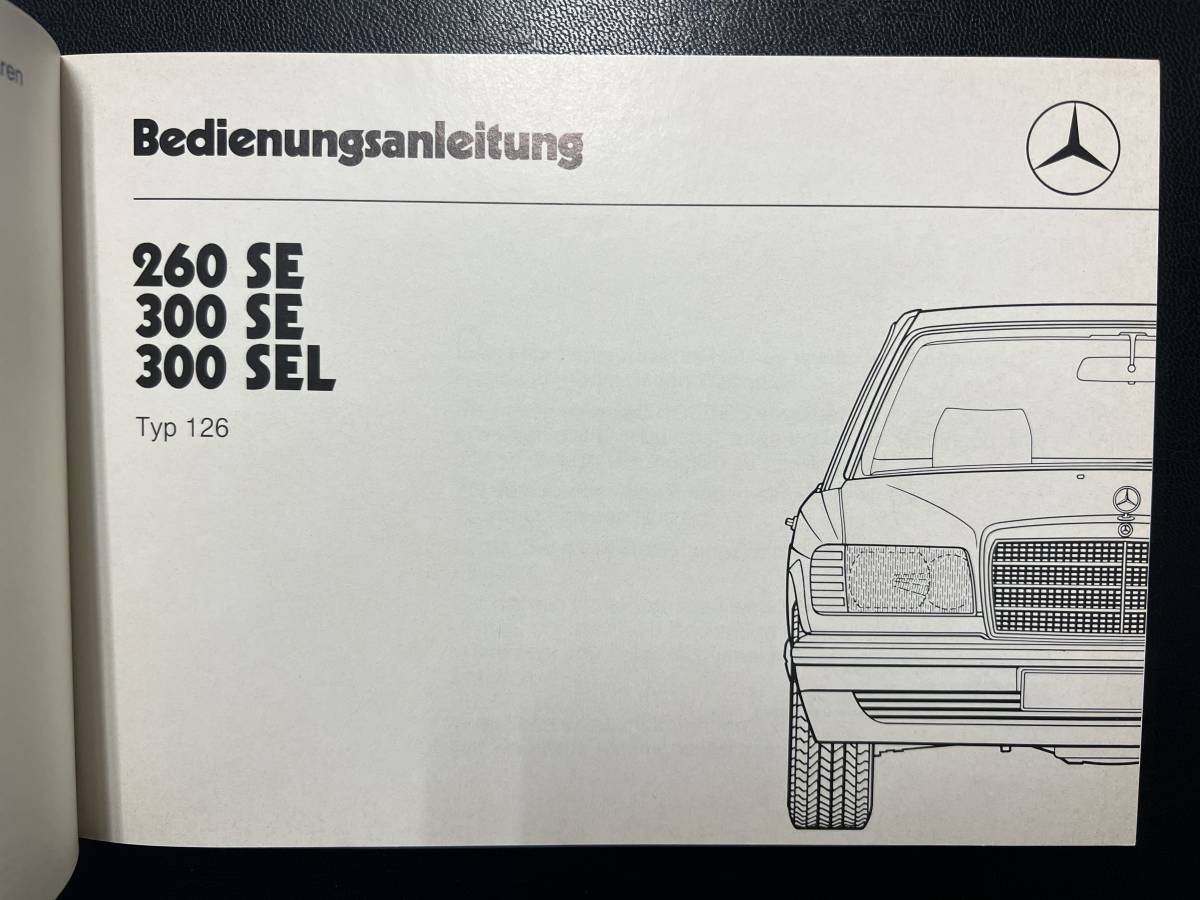 Bedienungsanleitung
260 SE
300 SE
300 SEL
Typ 126